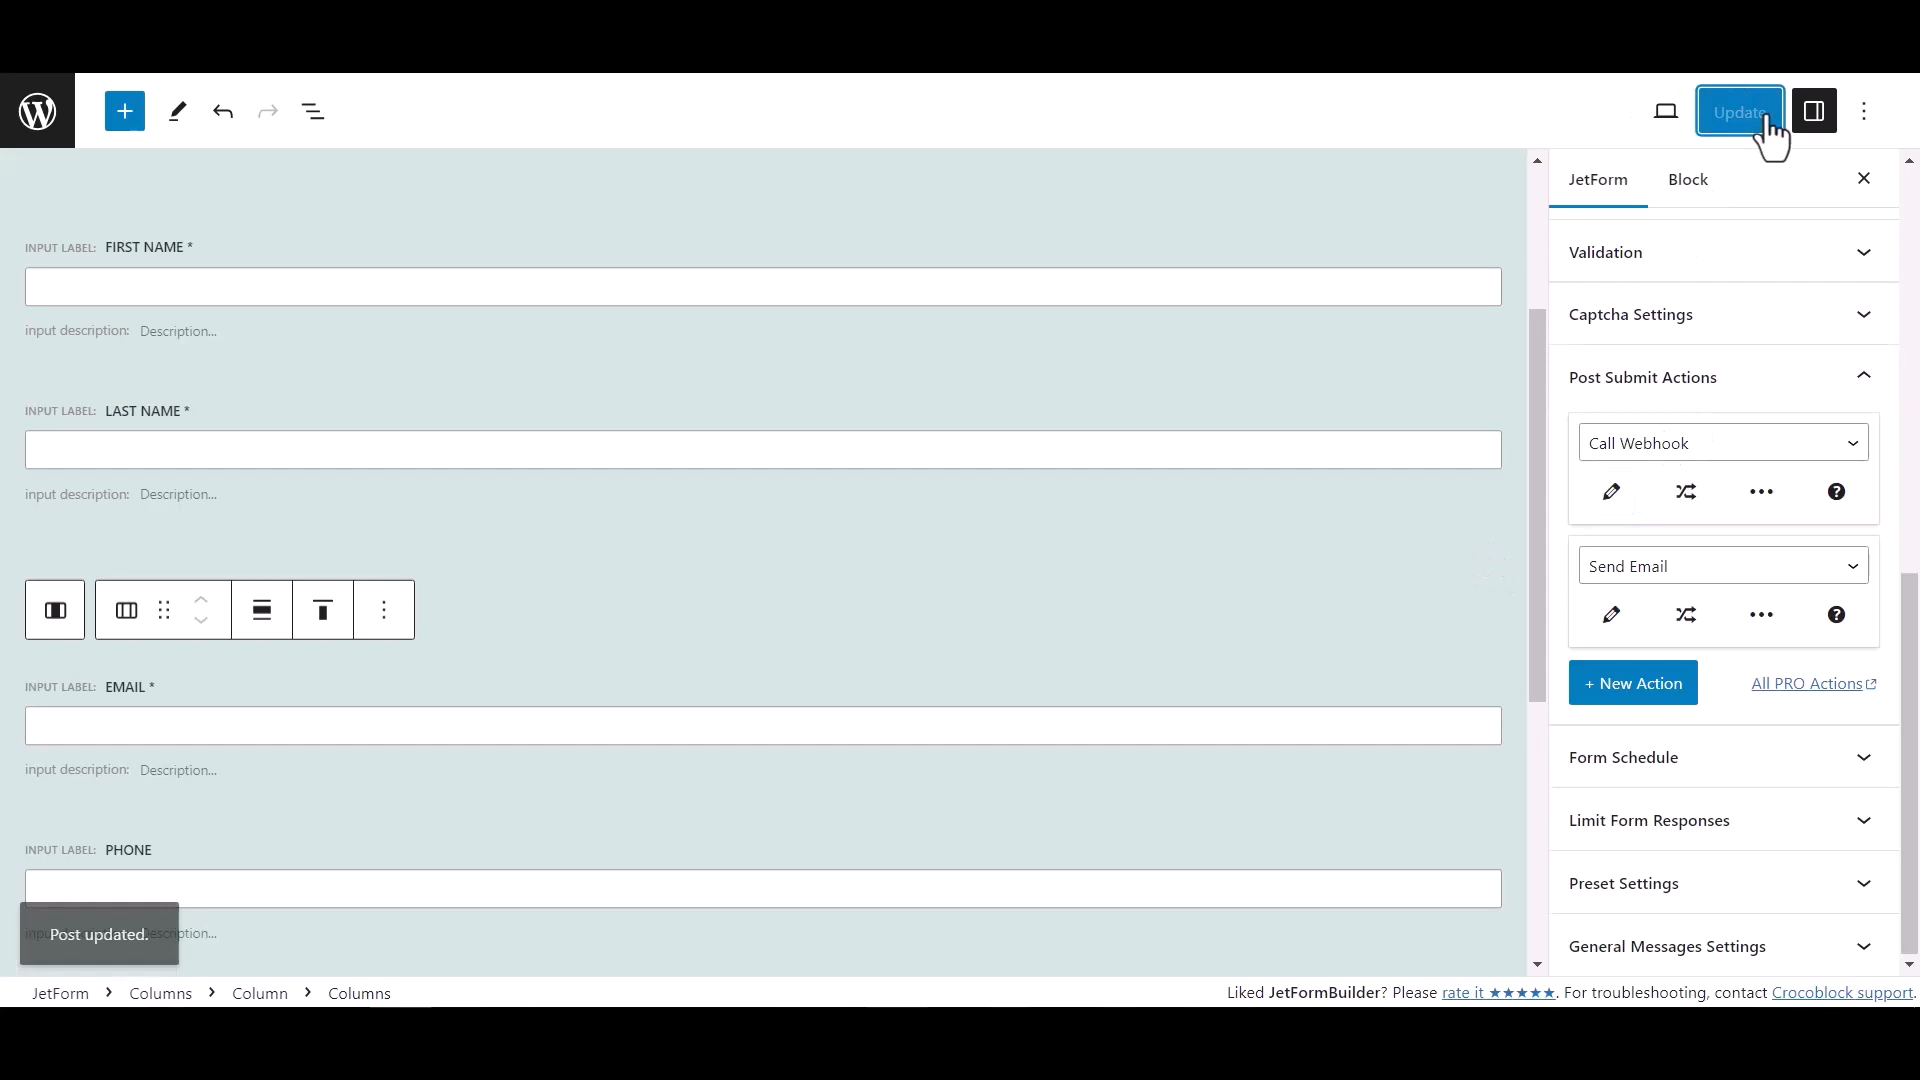 Update
JetForm Block
INPUT LABEL: FIRST NAME *
input description: Description...
INPUT LABEL: LAST NAME *
input description: Description...
INPUT LABEL: EMAIL *
input description: Description...
INPUT LABEL: PHONE
Post updated.
JetForm > Columns > Column > Columns
Validation
Captcha Settings
Post Submit Actions
Call Webhook
Send Email
+ New Action All PRO Actions
Form Schedule
Limit Form Responses
Preset Settings
General Messages Settings
Liked JetFormBuilder? Please rate it ★★★★★. For troubleshooting, contact Crocoblock support.